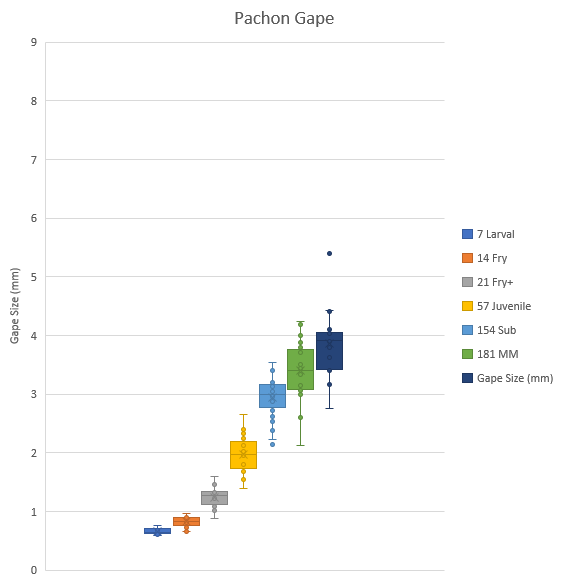 Pachon Gape
9
8
7
6
5
4
3
2
1
0
Gape Size (mm)
7 Larval
14 Fry
21 Fry+
57 Juvenile
154 Sub
181 MM
Gape Size (mm)